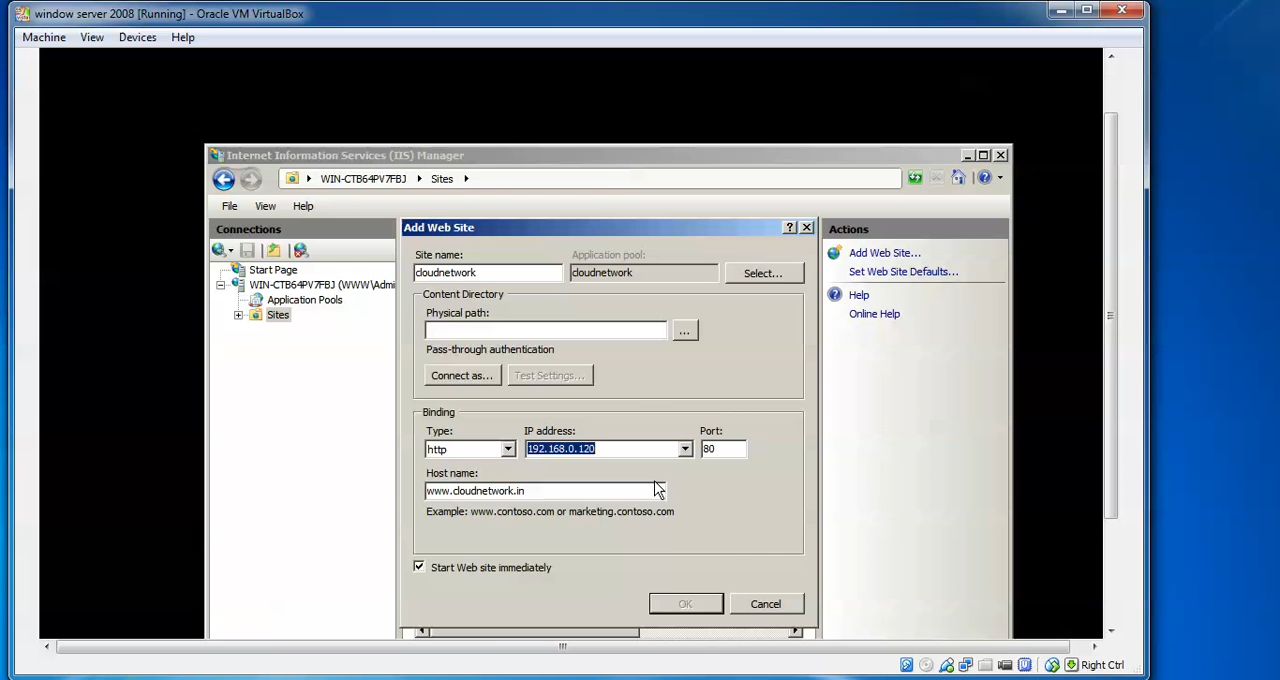 window server 2008 [Running] - Oracle VM VirtualBox
Machine View Devices Help
Internet Information Services (IIS) Manager
WIN-CTB64PV7FBJ Sites
File View Help
Connections
Start Page
WIN-CTB64PV7FBJ (WWW\Admi
Application Pools
Sites
Add Web Site
Site name:
Application pool:
cloudnetwork
cloudnetwork
Select...
Content Directory
Physical path:
...
Pass-through authentication
Connect as...
Test Settings...
Binding
Type:
IP address:
Port:
http
192.168.0.120
80
Host name:
www.cloudnetwork.in
Example: www.contoso.com or marketing.contoso.com
Start Web site immediately
OK
Cancel
Actions
Add Web Site...
Set Web Site Defaults...
Help
Online Help
Right Ctrl